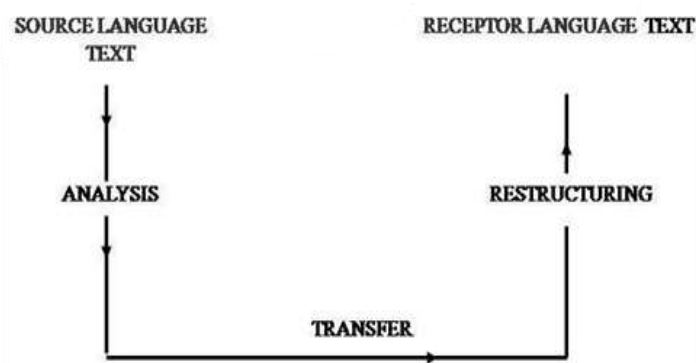 SOURCE LANGUAGE
TEXT
RECEPTOR LANGUAGE TEXT
ANALYSIS
RESTRUCTURING
TRANSFER